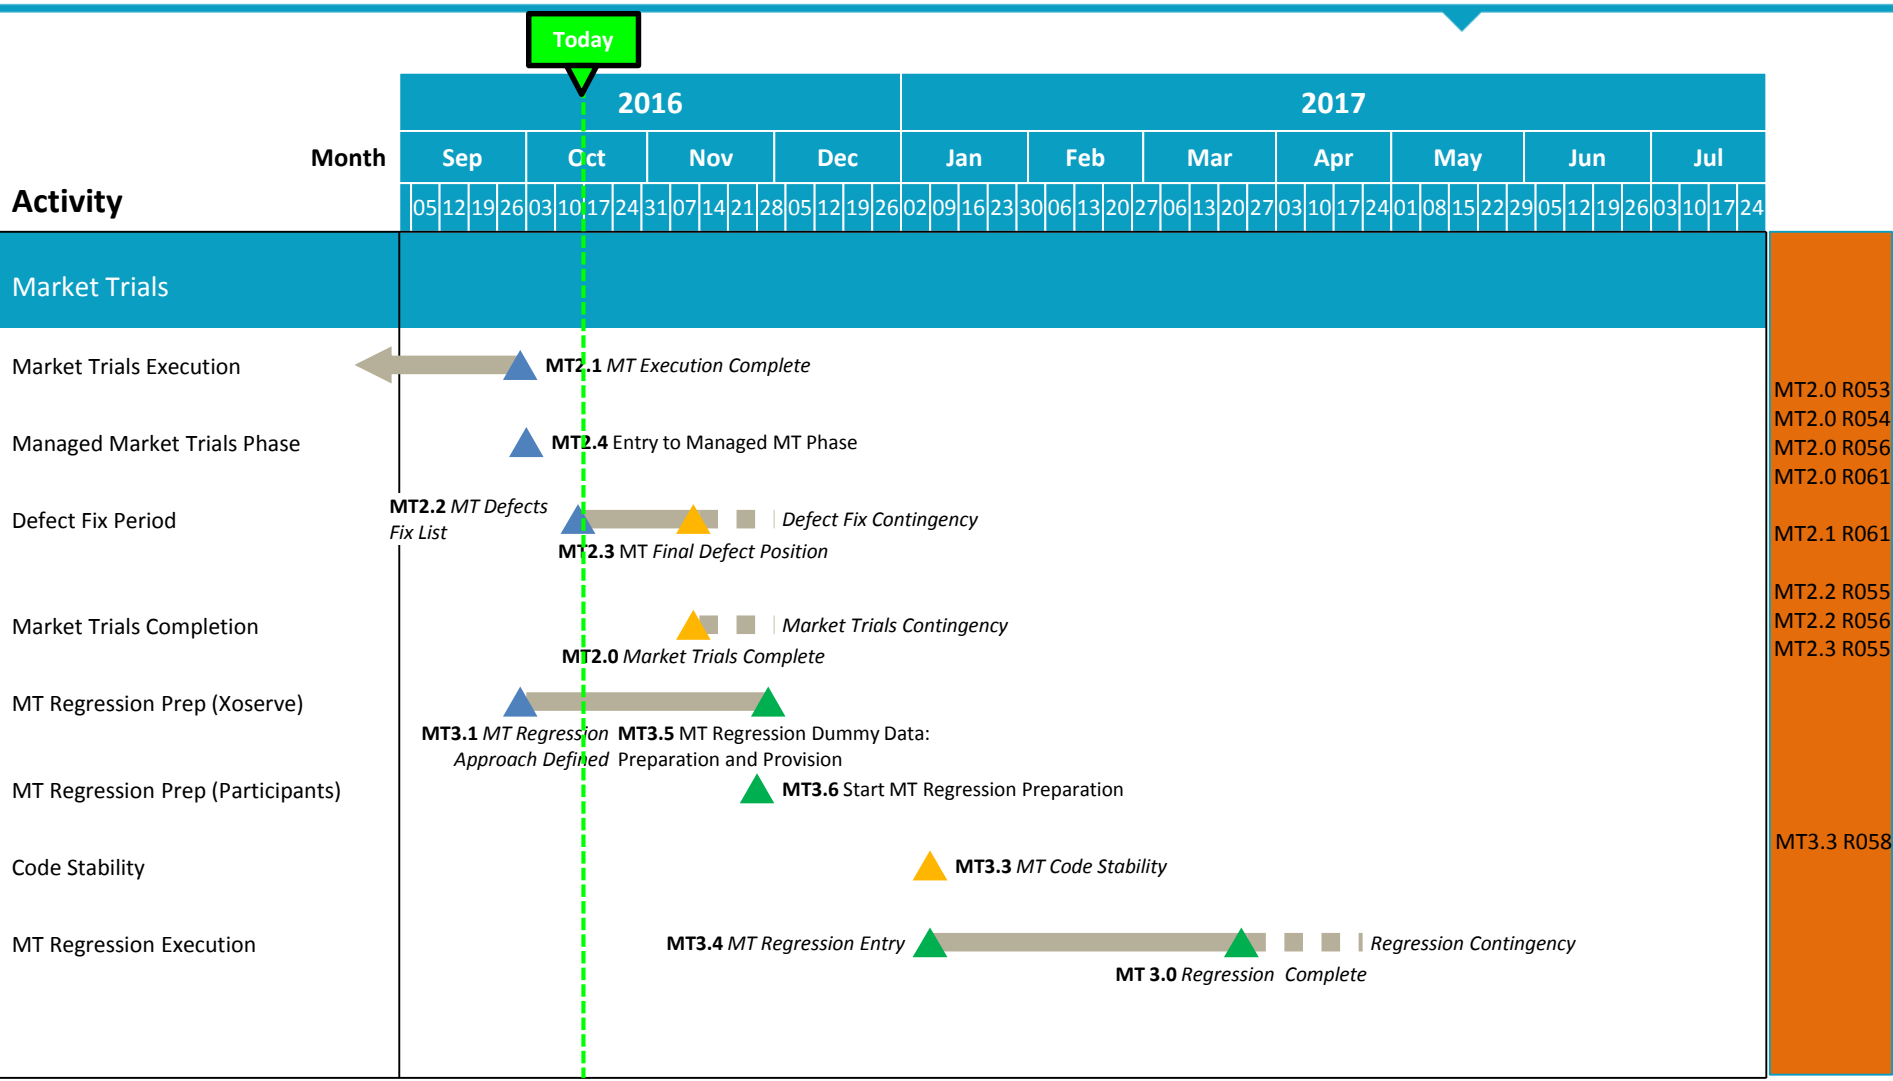 Today
2016 2017
Month Sep Oct Nov Dec Jan Feb Mar Apr May Jun Jul
Activity
05 12 19 26 03 10 17 24 31 07 14 21 28 05 12 19 26 02 09 16 23 30 06 13 20 27 06 13 20 27 03 10 17 24 01 08 15 22 29 05 12 19 26 03 10 17 24
Market Trials
Market Trials Execution
MT2.1 MT Execution Complete
Managed Market Trials Phase
MT2.4 Entry to Managed MT Phase
Defect Fix Period
MT2.2 MT Defects
Fix List
Defect Fix Contingency
MT2.3 MT Final Defect Position
Market Trials Completion
Market Trials Contingency
MT2.0 Market Trials Complete
MT Regression Prep (Xoserve)
MT3.1 MT Regression
Approach Defined
MT3.5 MT Regression Dummy Data:
Preparation and Provision
MT Regression Prep (Participants)
MT3.6 Start MT Regression Preparation
Code Stability
MT3.3 MT Code Stability
MT Regression Execution
MT3.4 MT Regression Entry
Regression Contingency
MT 3.0 Regression Complete
MT2.0 R053
MT2.0 R054
MT2.0 R056
MT2.0 R061
MT2.1 R061
MT2.2 R055
MT2.2 R056
MT2.3 R055
MT3.3 R058